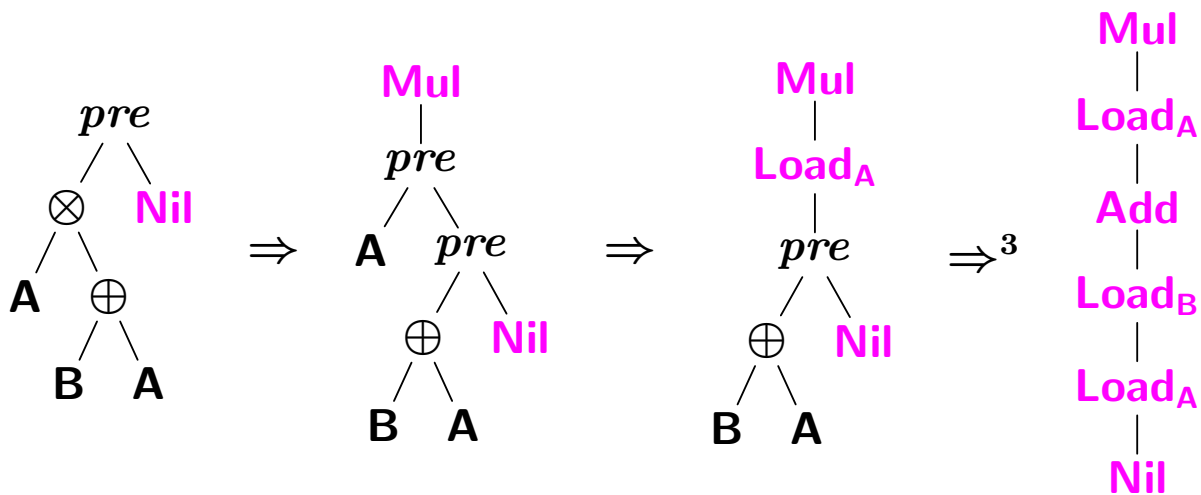 pre
⊗ Nil
A ⊕
B A
⇒
Mul
pre
A pre
⊕ Nil
B A
⇒
Mul
Load_A
pre
⊕ Nil
B A
⇒³
Mul
Load_A
Add
Load_B
Load_A
Nil